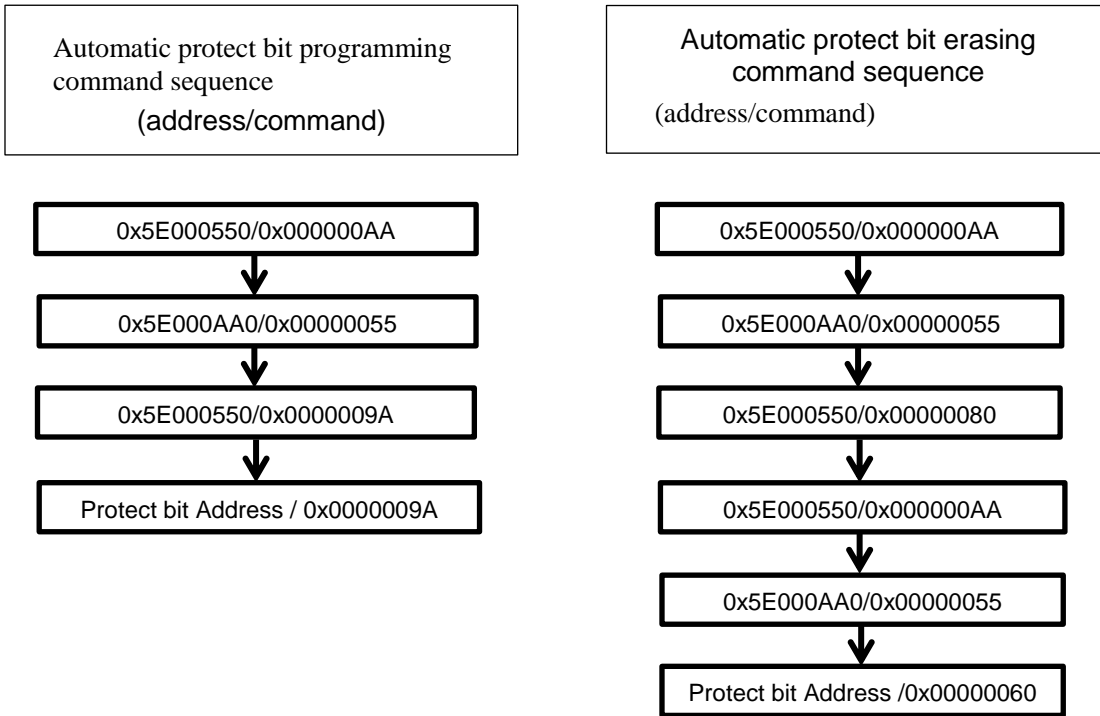 Automatic protect bit programming
command sequence
(address/command)
0x5E000550/0x000000AA
0x5E000AA0/0x00000055
0x5E000550/0x0000009A
Protect bit Address / 0x0000009A
Automatic protect bit erasing
command sequence
(address/command)
0x5E000550/0x000000AA
0x5E000AA0/0x00000055
0x5E000550/0x00000080
0x5E000550/0x000000AA
0x5E000AA0/0x00000055
Protect bit Address /0x00000060